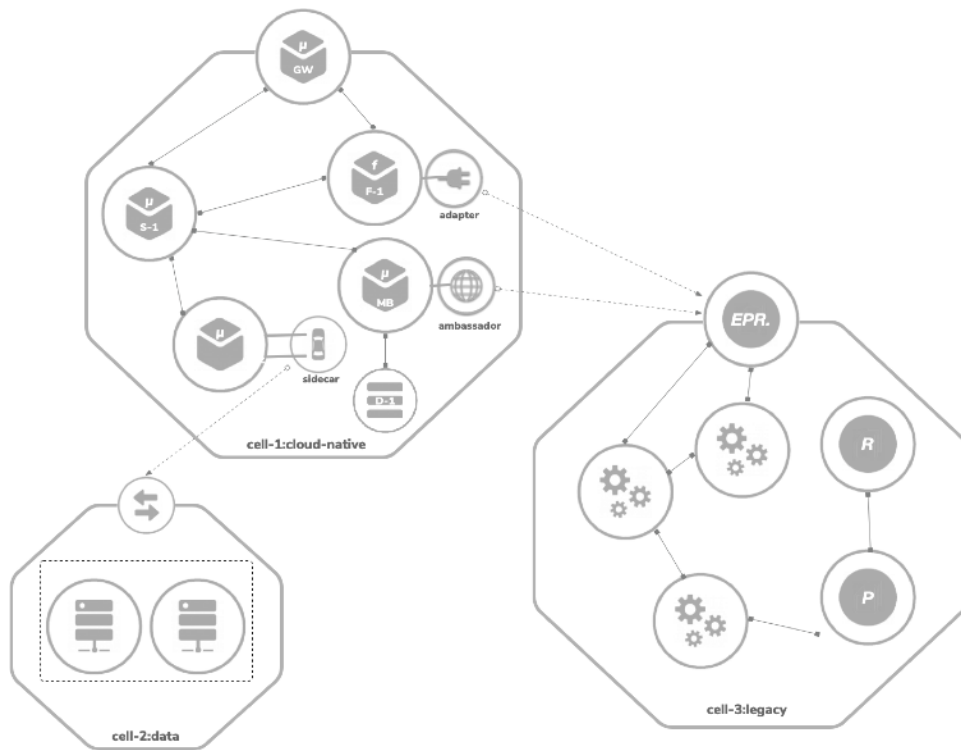 μ
GW
f
F-1
adapter
μ
S-1
μ
MB
ambassador
μ
sidecar
D-1
cell-1:cloud-native
EPR.
R
P
cell-3:legacy
cell-2:data